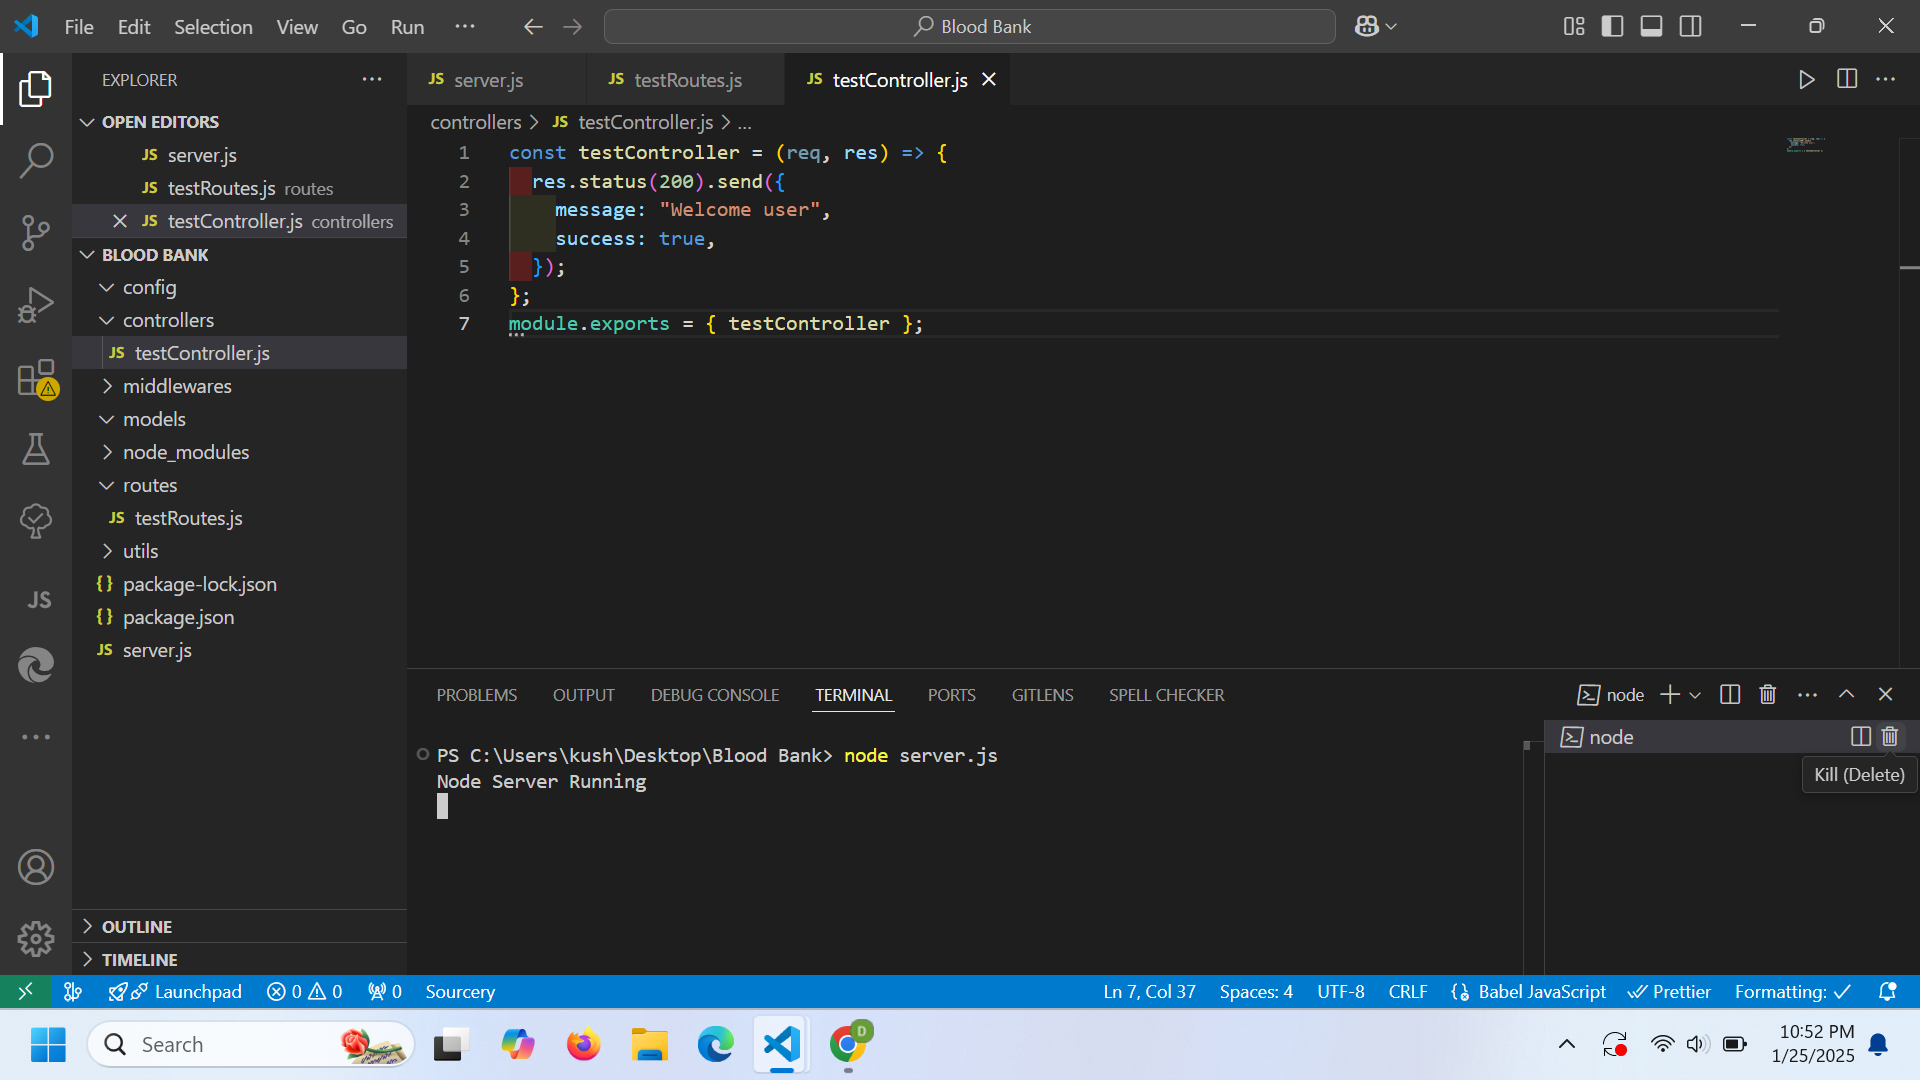 File Edit Selection View Go Run ··· Blood Bank
EXPLORER ···
OPEN EDITORS
JS server.js
JS testRoutes.js routes
JS testController.js controllers
BLOOD BANK
config
controllers
JS testController.js
middlewares
models
node_modules
routes
JS testRoutes.js
utils
{} package-lock.json
{} package.json
JS server.js
OUTLINE
TIMELINE
JS
JS server.js JS testRoutes.js JS testController.js
controllers > JS testController.js > ...
1 const testController = (req, res) => {
2 res.status(200).send({
3 message: "Welcome user",
4 success: true,
5 });
6 };
7 module.exports = { testController };
PROBLEMS OUTPUT DEBUG CONSOLE TERMINAL PORTS GITLENS SPELL CHECKER node
PS C:\Users\kush\Desktop\Blood Bank> node server.js
Node Server Running
node
Kill (Delete)
Launchpad 0 0 0 Sourcery Ln 7, Col 37 Spaces: 4 UTF-8 CRLF Babel JavaScript Prettier Formatting: ✓
Search D 10:52 PM
1/25/2025